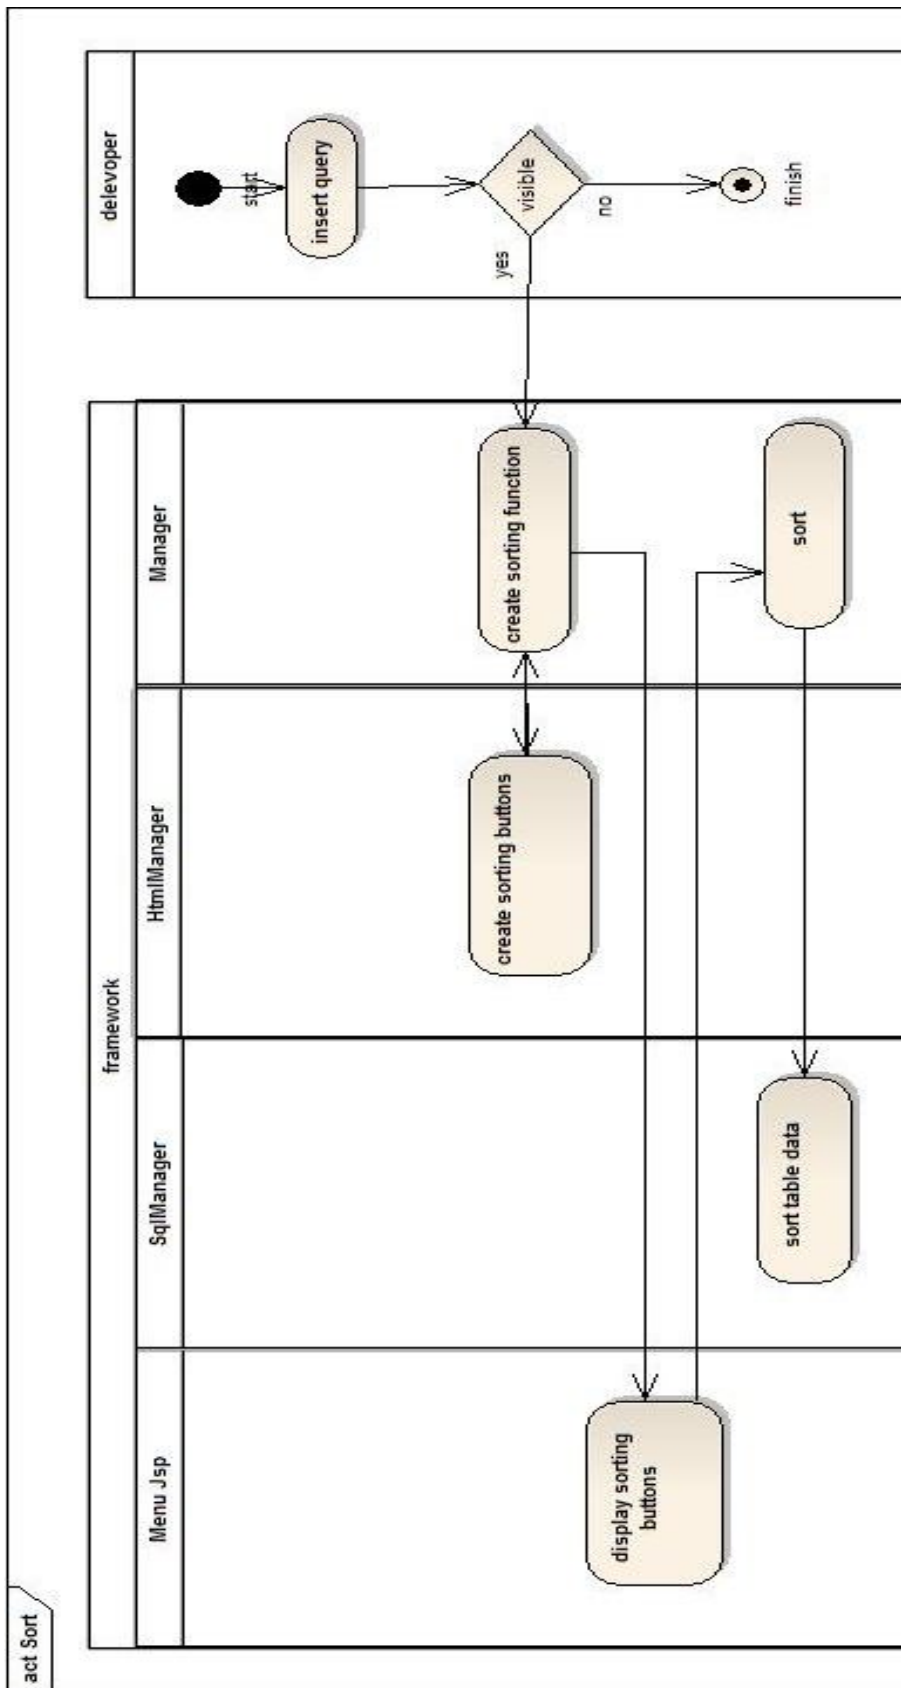 act Sort
framework
Menu Jsp
SqlManager
HtmlManager
Manager
delevoper
start
insert query
visible
yes
no
finish
create sorting function
create sorting buttons
display sorting
buttons
sort
sort table data